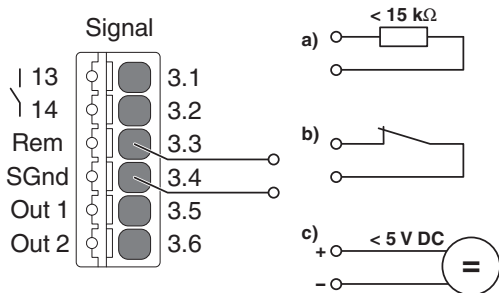 Signal
13
14
Rem
SGnd
Out 1
Out 2
3.1
3.2
3.3
3.4
3.5
3.6
a)
< 15 kΩ
b)
c)
+
< 5 V DC
–
=